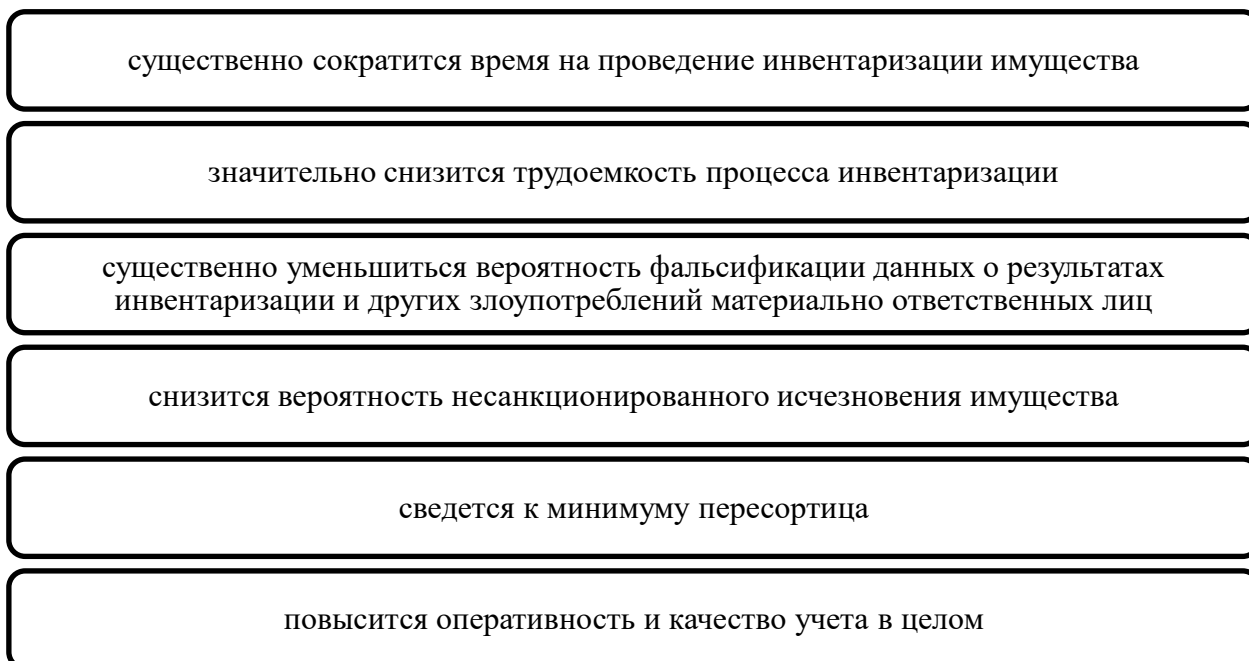 существенно сократится время на проведение инвентаризации имущества
значительно снизится трудоемкость процесса инвентаризации
существенно уменьшиться вероятность фальсификации данных о результатах
инвентаризации и других злоупотреблений материально ответственных лиц
снизится вероятность несанкционированного исчезновения имущества
сведется к минимуму пересортица
повысится оперативность и качество учета в целом